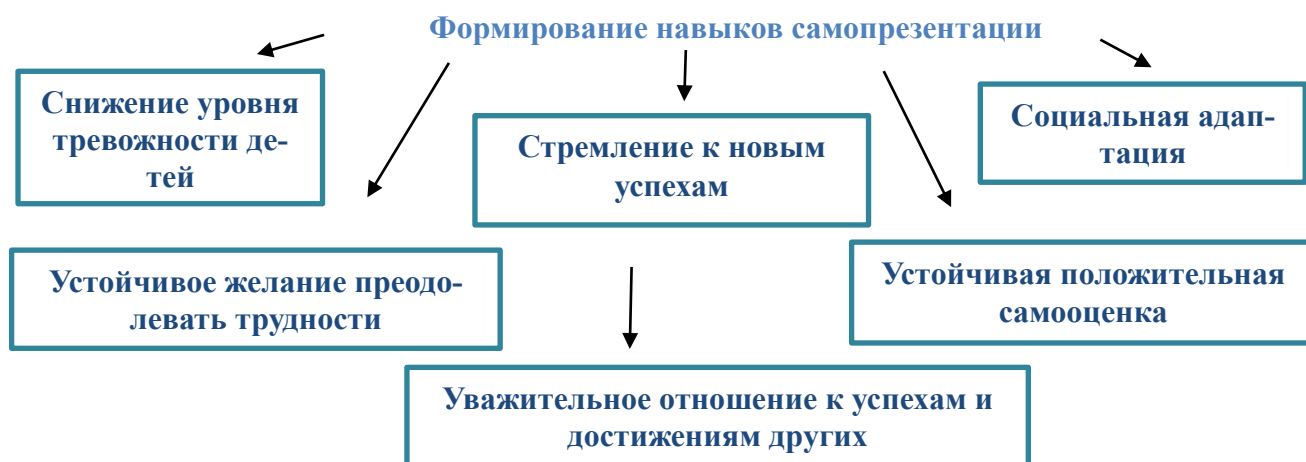 Формирование навыков самопрезентации
Снижение уровня
тревожности де-
тей
Стремление к новым
успехам
Социальная адап-
тация
Устойчивое желание преодо-
левать трудности
Устойчивая положительная
самооценка
Уважительное отношение к успехам и
достижениям других